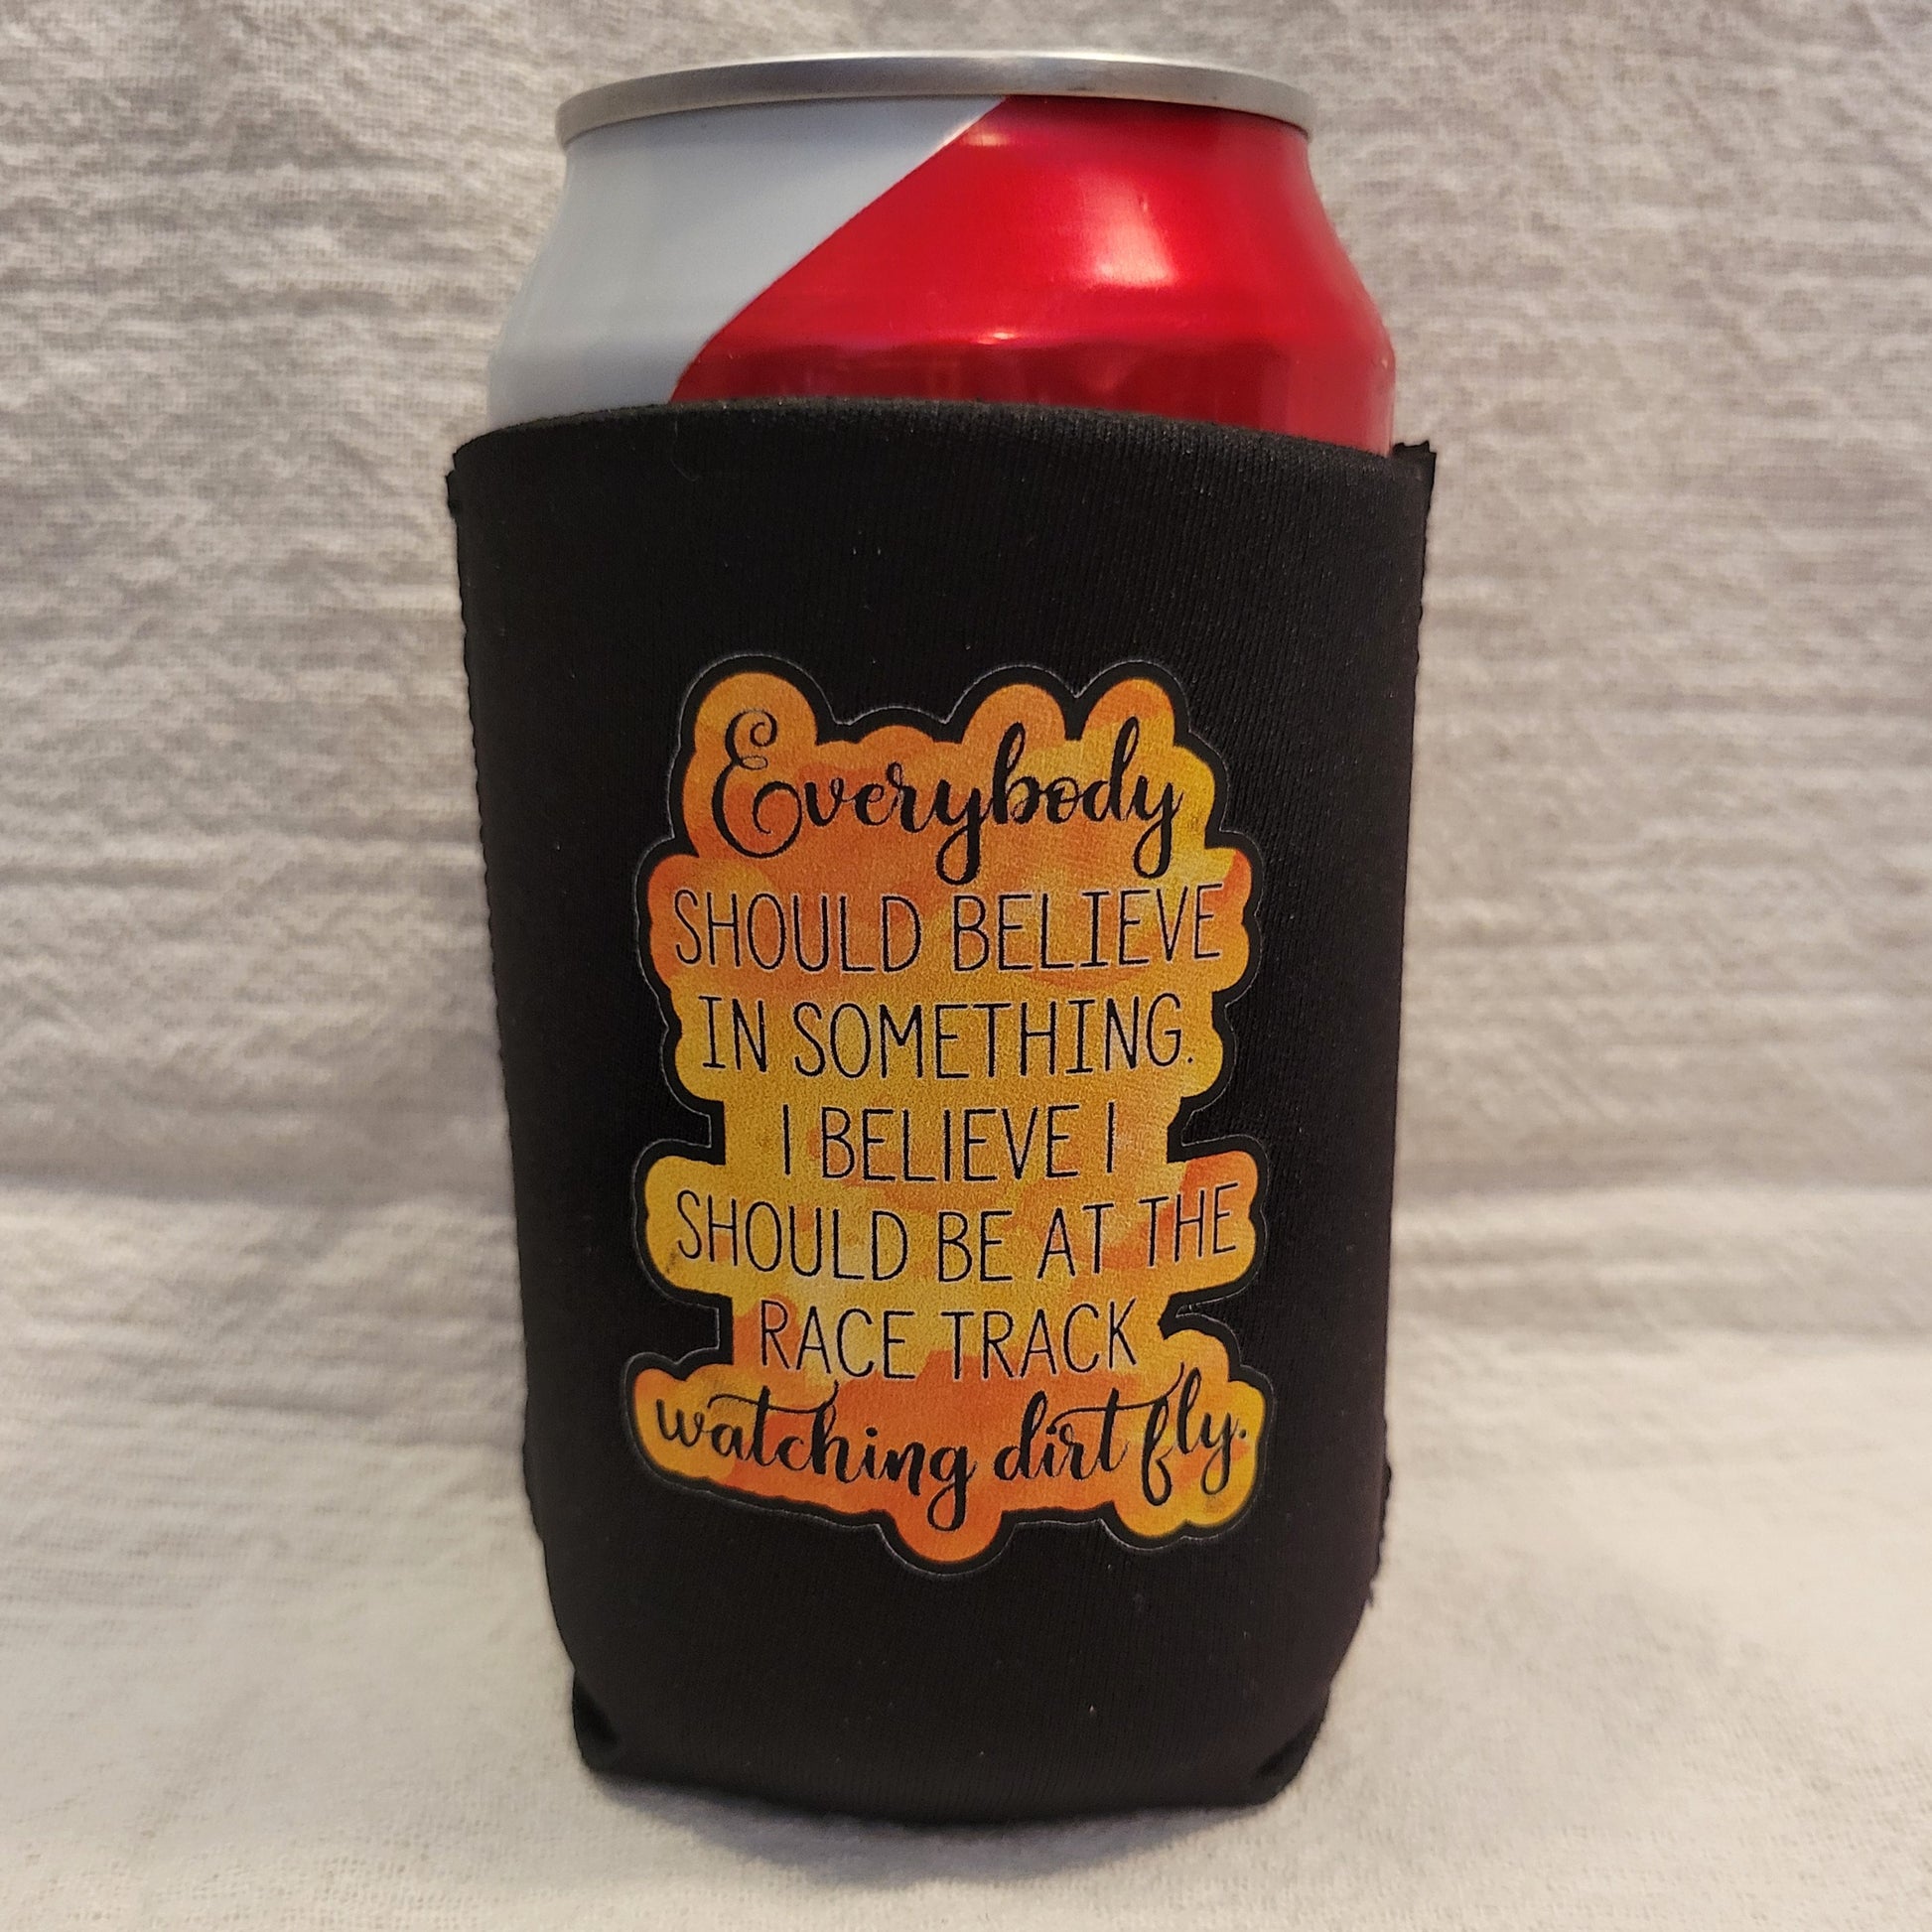 Everybody
SHOULD BELIEVE
IN SOMETHING.
I BELIEVE I
SHOULD BE AT THE
RACE TRACK
watching dirt fly.